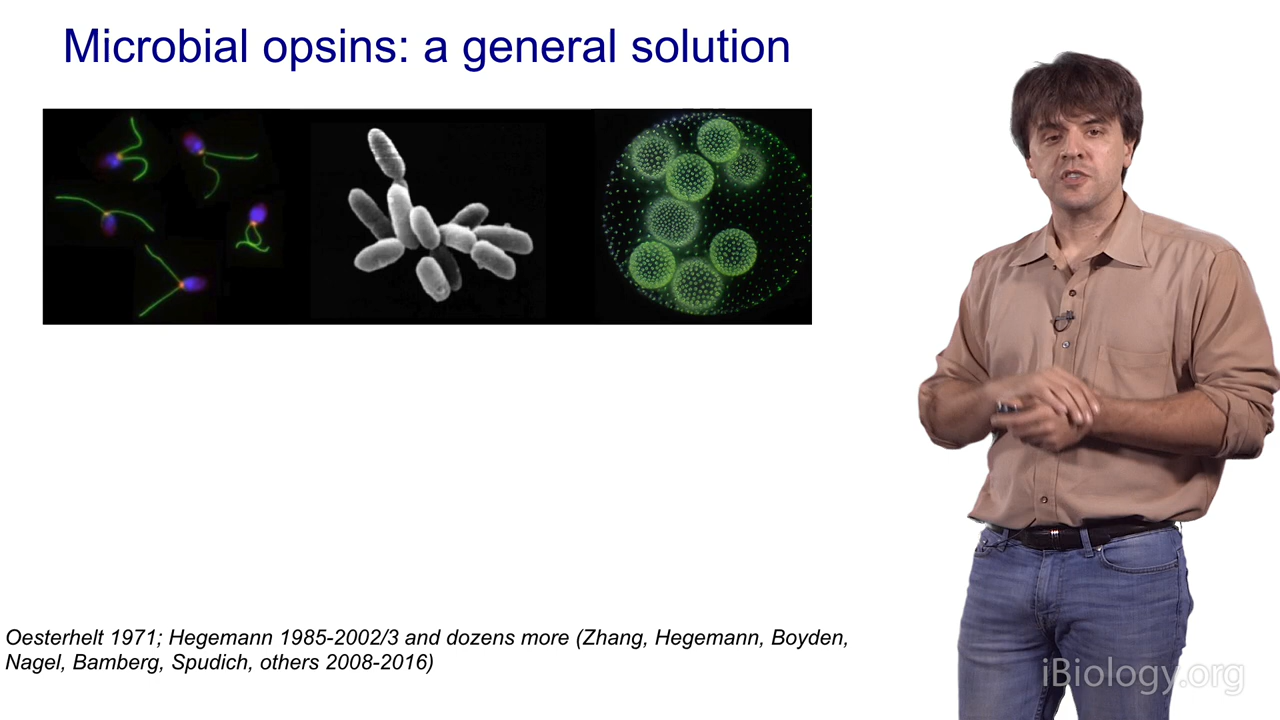 Microbial opsins: a general solution
Oesterhelt 1971; Hegemann 1985-2002/3 and dozens more (Zhang, Hegemann, Boyden,
Nagel, Bamberg, Spudich, others 2008-2016)
iBiology.org